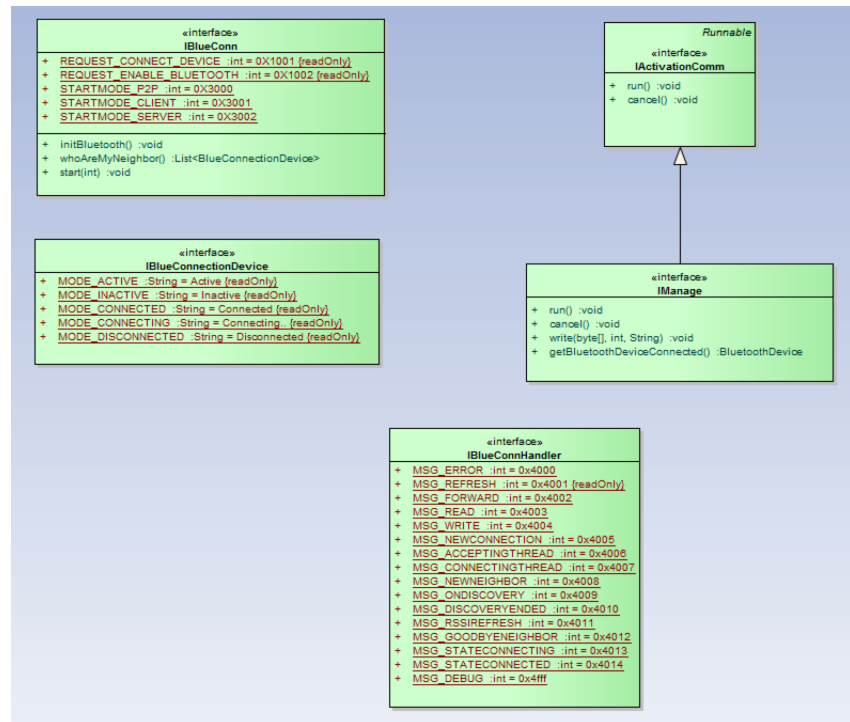 «interface»
IBlueConn
+ REQUEST_CONNECT_DEVICE :int = 0X1001 {readOnly}
+ REQUEST_ENABLE_BLUETOOTH :int = 0X1002 {readOnly}
+ STARTMODE_P2P :int = 0X3000
+ STARTMODE_CLIENT :int = 0X3001
+ STARTMODE_SERVER :int = 0X3002
+ initBluetooth() :void
+ whoAreMyNeighbor() :List<BlueConnectionDevice>
+ start(int) :void
Runnable
«interface»
IActivationComm
+ run() :void
+ cancel() :void
«interface»
IBlueConnectionDevice
+ MODE_ACTIVE :String = Active {readOnly}
+ MODE_INACTIVE :String = Inactive {readOnly}
+ MODE_CONNECTED :String = Connected {readOnly}
+ MODE_CONNECTING :String = Connecting.. {readOnly}
+ MODE_DISCONNECTED :String = Disconnected {readOnly}
«interface»
IManage
+ run() :void
+ cancel() :void
+ write(byte[], int, String) :void
+ getBluetoothDeviceConnected() :BluetoothDevice
«interface»
IBlueConnHandler
+ MSG_ERROR :int = 0x4000
+ MSG_REFRESH :int = 0x4001 {readOnly}
+ MSG_FORWARD :int = 0x4002
+ MSG_READ :int = 0x4003
+ MSG_WRITE :int = 0x4004
+ MSG_NEWCONNECTION :int = 0x4005
+ MSG_ACCEPTINGTHREAD :int = 0x4006
+ MSG_CONNECTINGTHREAD :int = 0x4007
+ MSG_NEWNEIGHBOR :int = 0x4008
+ MSG_ONDISCOVERY :int = 0x4009
+ MSG_DISCOVERYENDED :int = 0x4010
+ MSG_RSSIREFRESH :int = 0x4011
+ MSG_GOODBYENEIGHBOR :int = 0x4012
+ MSG_STATECONNECTING :int = 0x4013
+ MSG_STATECONNECTED :int = 0x4014
+ MSG_DEBUG :int = 0x4fff